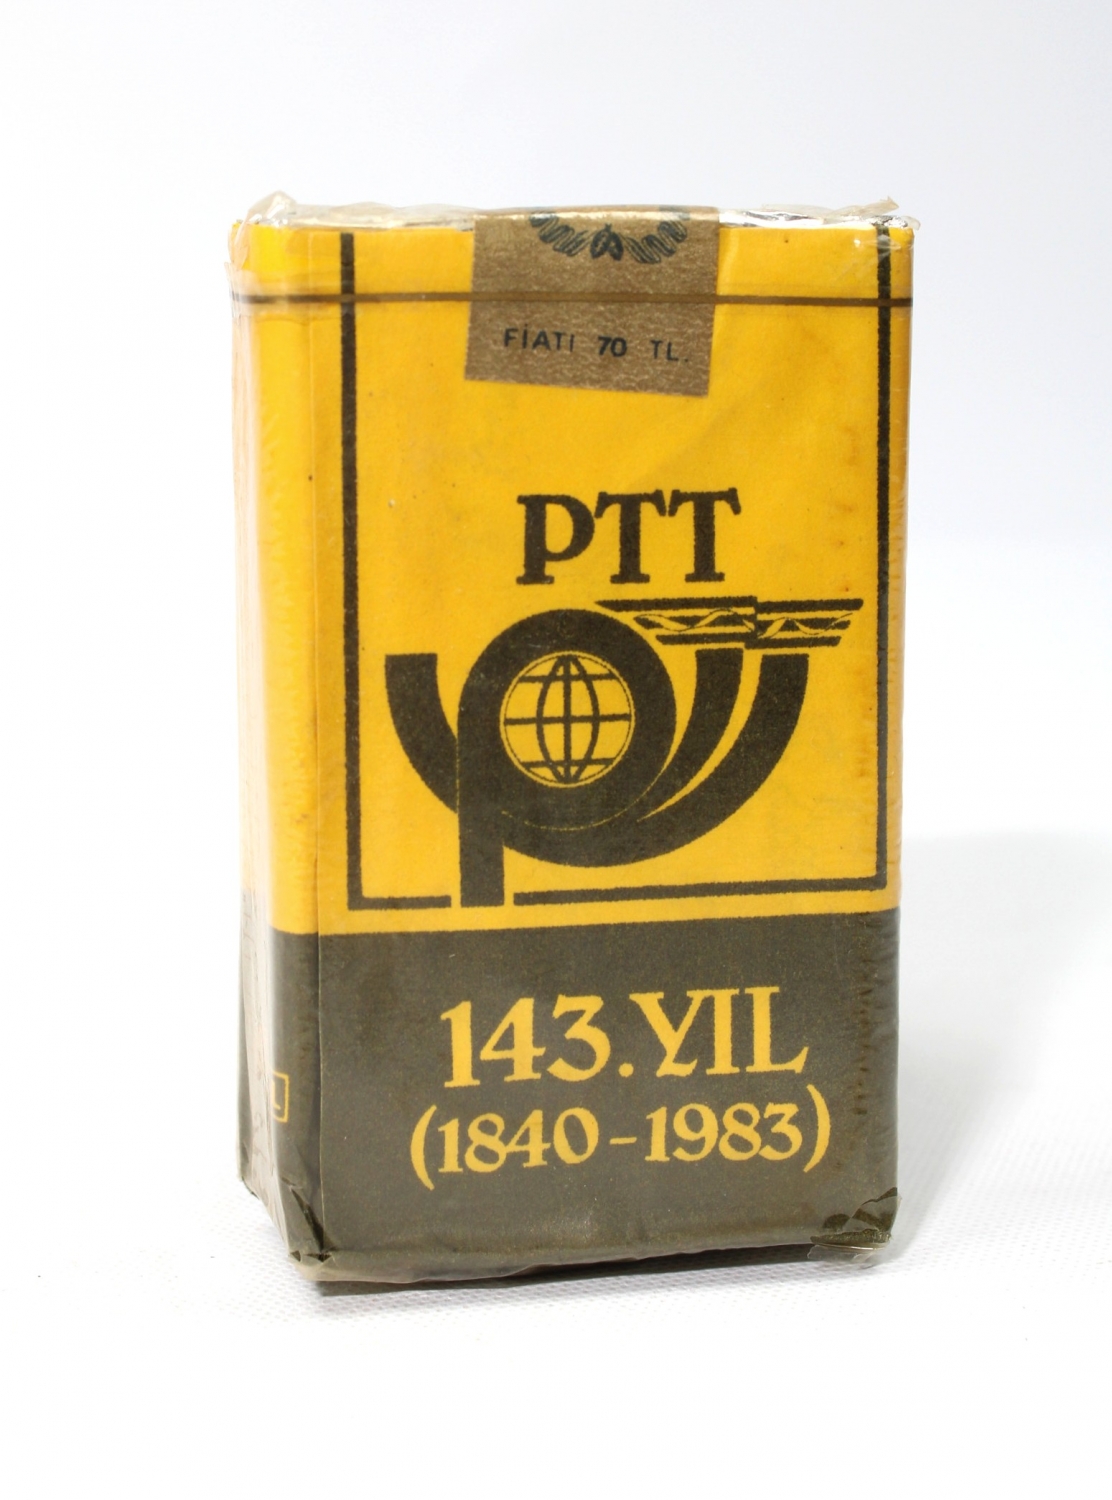 FİATI 70 TL.
PTT
143.YIL
(1840-1983)